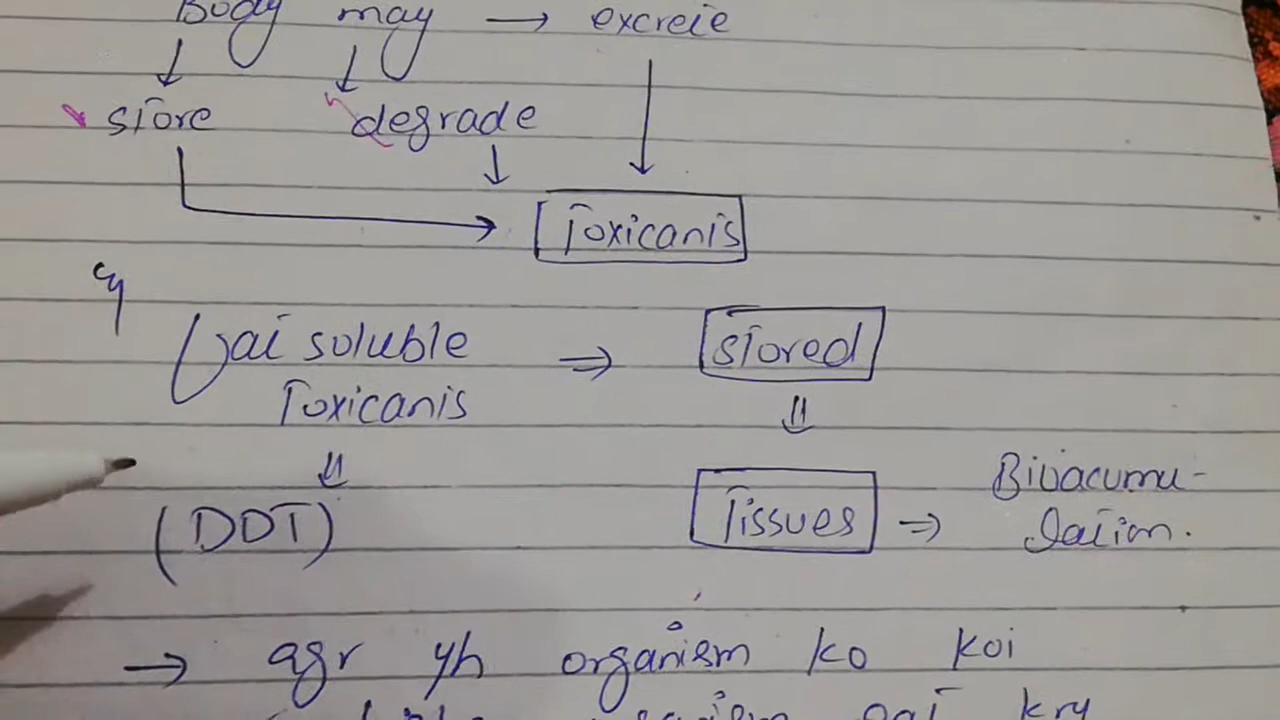 Body may → excrete
store degrade
Toxicants
Fat soluble ⇒ stored
Toxicants
(DDT) Tissues ⇒ Bioacumu-
lation.
→ agr yh organism ko koi
kry